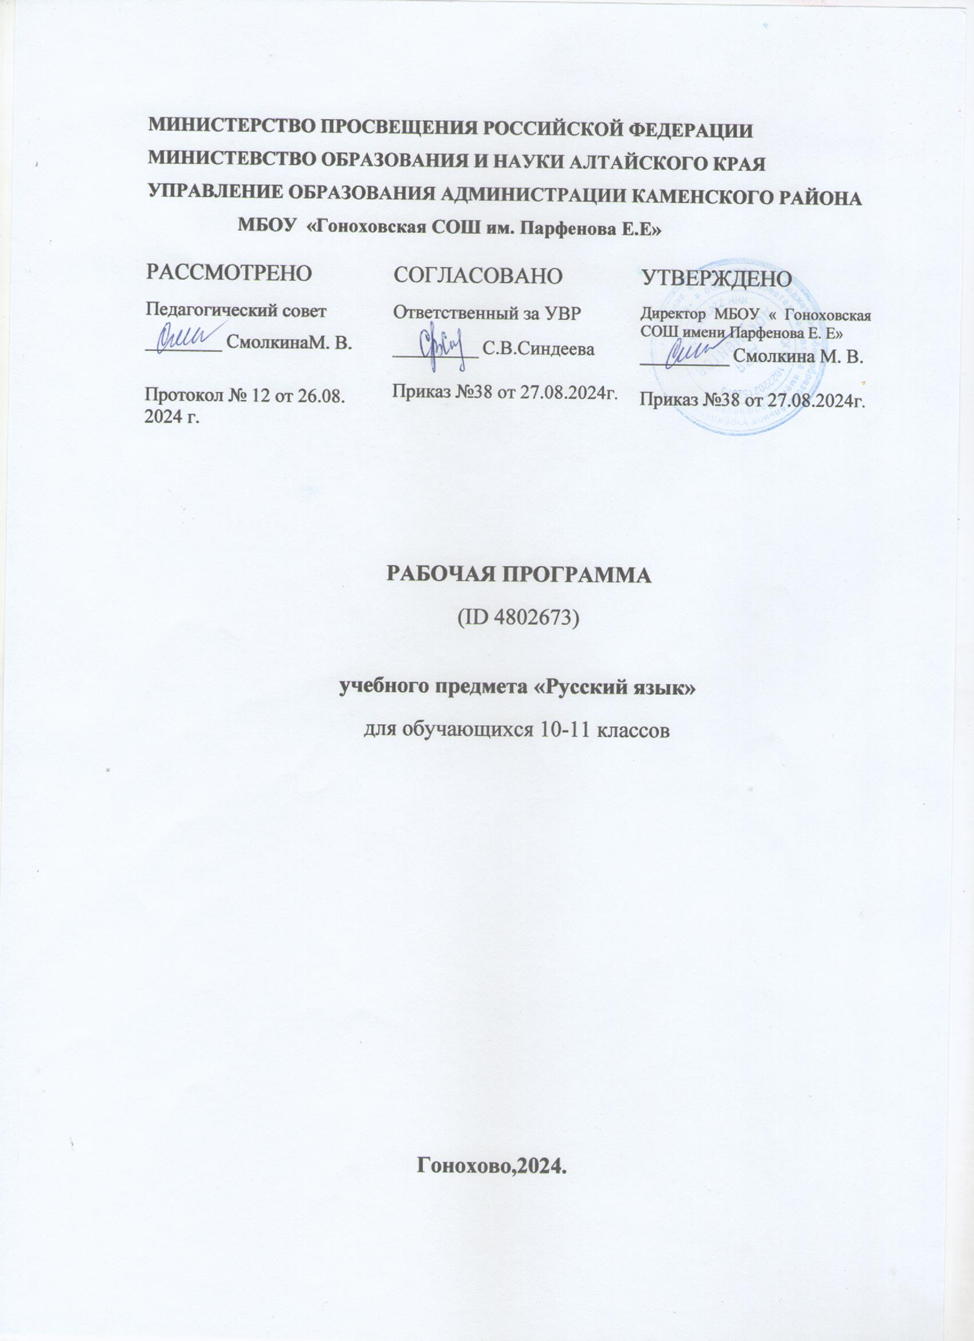 МИНИСТЕРСТВО ПРОСВЕЩЕНИЯ РОССИЙСКОЙ ФЕДЕРАЦИИ
МИНИСТЕВСТВО ОБРАЗОВАНИЯ И НАУКИ АЛТАЙСКОГО КРАЯ
УПРАВЛЕНИЕ ОБРАЗОВАНИЯ АДМИНИСТРАЦИИ КАМЕНСКОГО РАЙОНА
МБОУ «Гоноховская СОШ им. Парфенова Е.Е»
РАССМОТРЕНО
Педагогический совет
________ СмолкинаМ. В.
Протокол № 12 от 26.08.
2024 г.
СОГЛАСОВАНО
Ответственный за УВР
_________ С.В.Синдеева
Приказ №38 от 27.08.2024г.
УТВЕРЖДЕНО
Директор МБОУ « Гоноховская
СОШ имени Парфенова Е. Е»
_________ Смолкина М. В.
Приказ №38 от 27.08.2024г.
РАБОЧАЯ ПРОГРАММА
(ID 4802673)
учебного предмета «Русский язык»
для обучающихся 10-11 классов
Гонохово,2024.